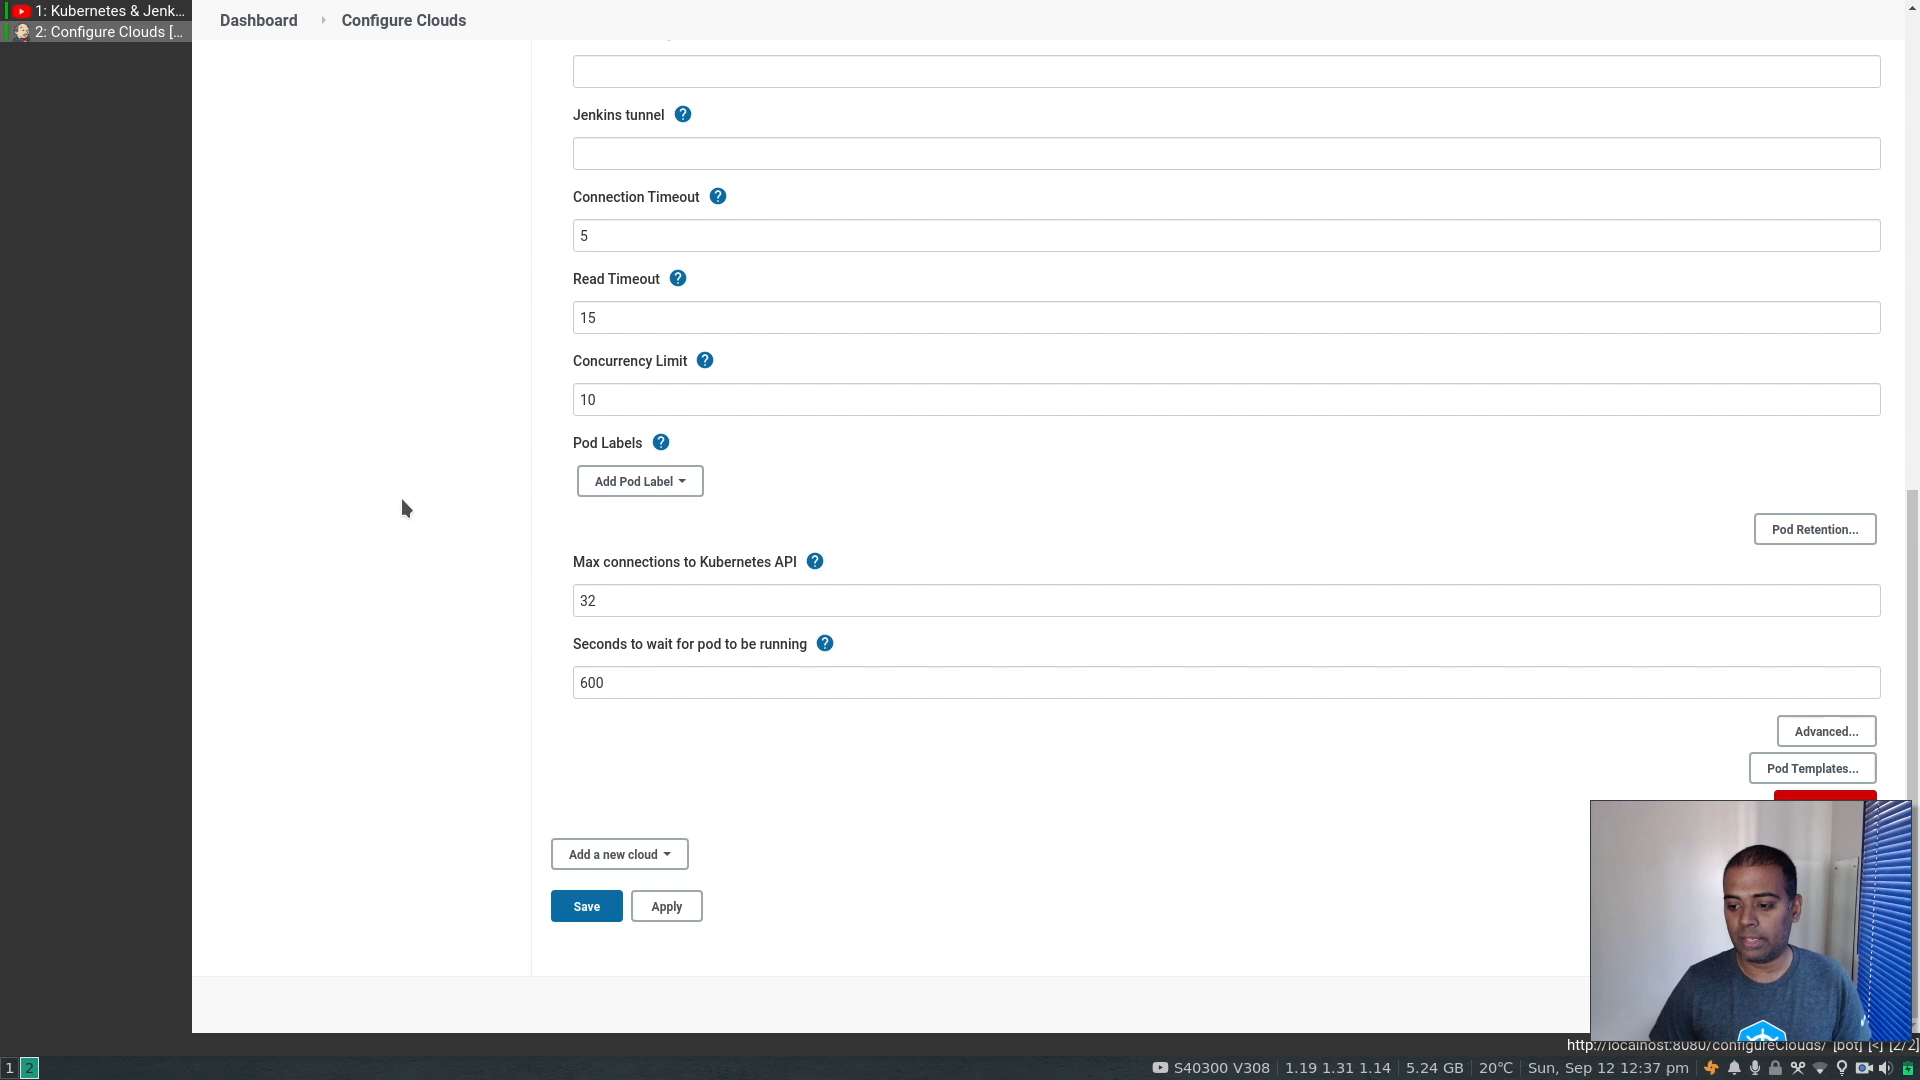 1: Kubernetes & Jenk...
2: Configure Clouds [...
Dashboard
Configure Clouds
Jenkins tunnel ?
Connection Timeout ?
5
Read Timeout ?
15
Concurrency Limit ?
10
Pod Labels ?
Add Pod Label
Pod Retention...
Max connections to Kubernetes API ?
32
Seconds to wait for pod to be running ?
600
Advanced...
Pod Templates...
Add a new cloud
Save
Apply
http://localhost:8080/configureClouds/ [bot] [<] [2/2]
1 2
S40300 V308 1.19 1.31 1.14 5.24 GB 20°C Sun, Sep 12 12:37 pm